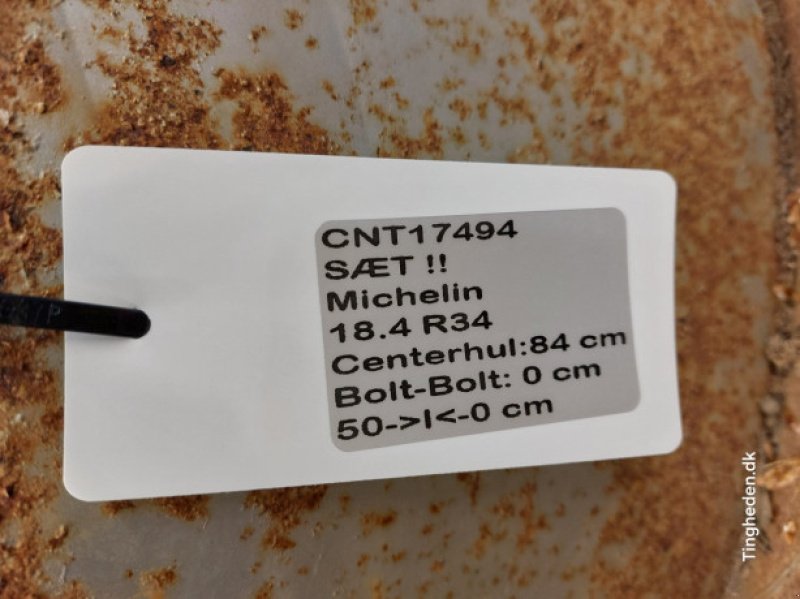 CNT17494
SÆT !!
Michelin
18.4 R34
Centerhul:84 cm
Bolt-Bolt: 0 cm
50->I<-0 cm
Tingheden.dk